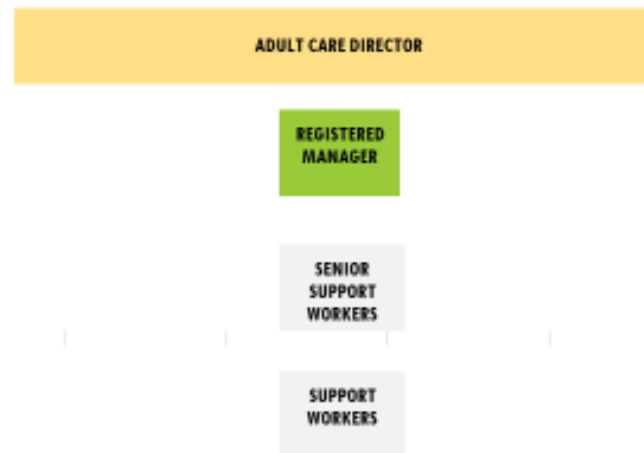 ADULT CARE DIRECTOR
REGISTERED
MANAGER
SENIOR
SUPPORT
WORKERS
SUPPORT
WORKERS